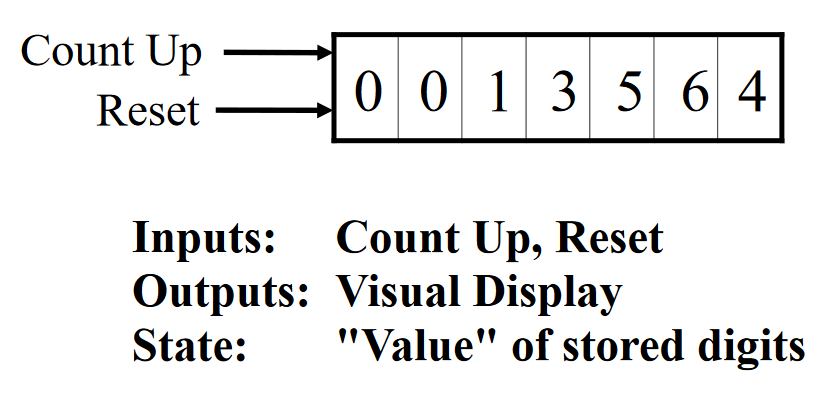 Count Up
Reset
0 0 1 3 5 6 4
Inputs: Count Up, Reset
Outputs: Visual Display
State: "Value" of stored digits